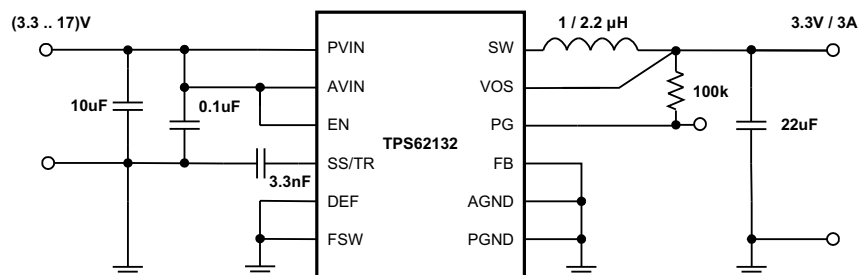 (3.3 .. 17)V
1 / 2.2 µH
3.3V / 3A
PVIN
SW
AVIN
VOS
10uF
0.1uF
100k
EN
PG
22uF
TPS62132
SS/TR
FB
3.3nF
DEF
AGND
FSW
PGND